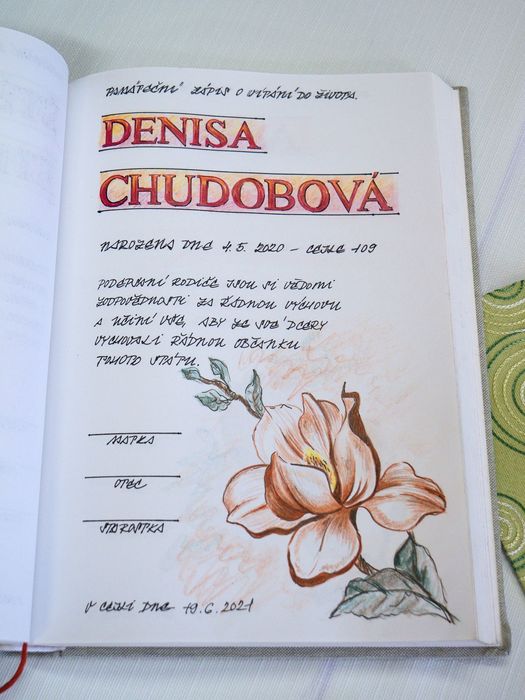 PAMÁTEČNÍ ZÁPIS O VÍTÁNÍ DO ŽIVOTA.
DENISA
CHUDOBOVÁ
NAROZENA DNE 4.5. 2020 – CEJLE 109
PODEPSANÍ RODIČE JSOU SI VĚDOMI
ZODPOVĚDNOSTI ZA ŘÁDNOU VÝCHOVU
A UČINÍ VŠE, ABY ZE SVÉ DCERY
VYCHOVALI ŘÁDNOU OBČANKU
TOHOTO STÁTU.
MATKA
OTEC
STAROSTKA
V CEJLI DNE 19.6.2021